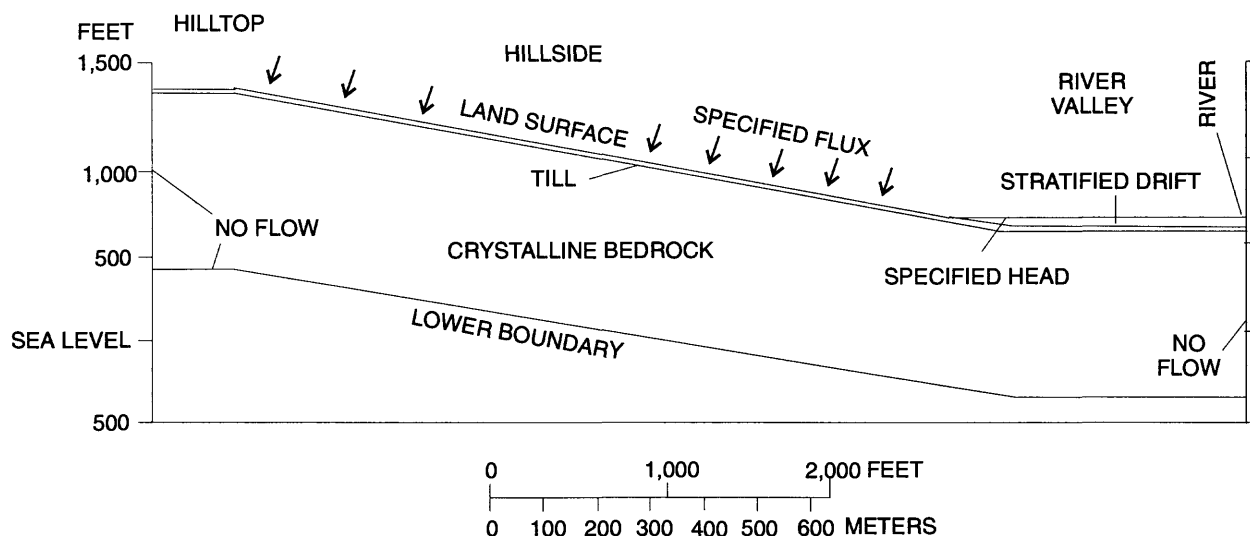 HILLTOP
FEET
1,500
HILLSIDE
RIVER
VALLEY
RIVER
LAND SURFACE
SPECIFIED FLUX
1,000
TILL
STRATIFIED DRIFT
NO FLOW
CRYSTALLINE BEDROCK
500
SPECIFIED HEAD
SEA LEVEL
LOWER BOUNDARY
NO
FLOW
500
0 1,000 2,000 FEET
0 100 200 300 400 500 600 METERS